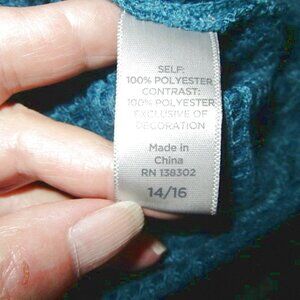 SELF:
100% POLYESTER
CONTRAST:
100% POLYESTER
EXCLUSIVE OF
DECORATION
Made in
China
RN 138302
14/16